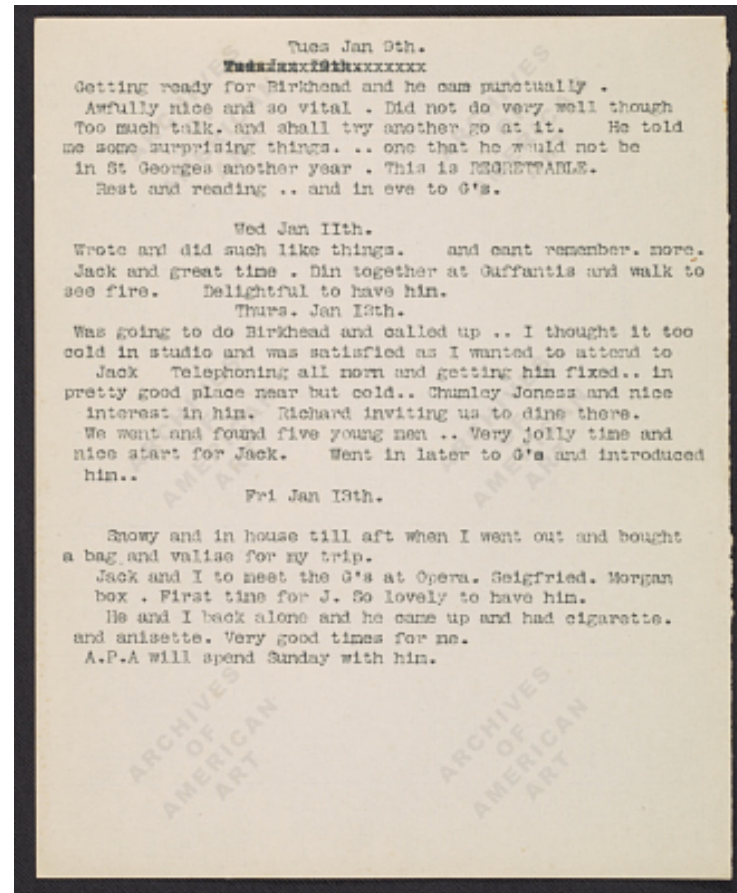 Tues Jan 9th.
Getting ready for Birkhead and he cam punctually .
Awfully nice and so vital . Did not do very well though
Too much talk. and shall try another go at it. He told
me some surprising things. .. one that he would not be
in St Georges another year . This is REGRETTABLE.
Rest and reading .. and in eve to G's.
Wed Jan IIth.
Wrote and did such like things. and cant remember. more.
Jack and great time . Din together at Guffantis and walk to
see fire. Delightful to have him.
Thurs. Jan I2th.
Was going to do Birkhead and called up .. I thought it too
cold in studio and was satisfied as I wanted to attend to
Jack Telephoning all morn and getting him fixed.. in
pretty good place near but cold.. Chumley Joness and nice
interest in him. Richard inviting us to dine there.
We went and found five young men .. Very jolly time and
nice start for Jack. Went in later to G's and introduced
him..
Fri Jan I3th.
Snowy and in house till aft when I went out and bought
a bag and valise for my trip.
Jack and I to meet the G's at Opera. Seigfried. Morgan
box . First time for J. So lovely to have him.
He and I back alone and he came up and had cigarette.
and anisette. Very good times for me.
A.P.A will spend Sunday with him.
ARCHIVES
OF
AMERICAN
ART
ARCHIVES
OF
AMERICAN
ART